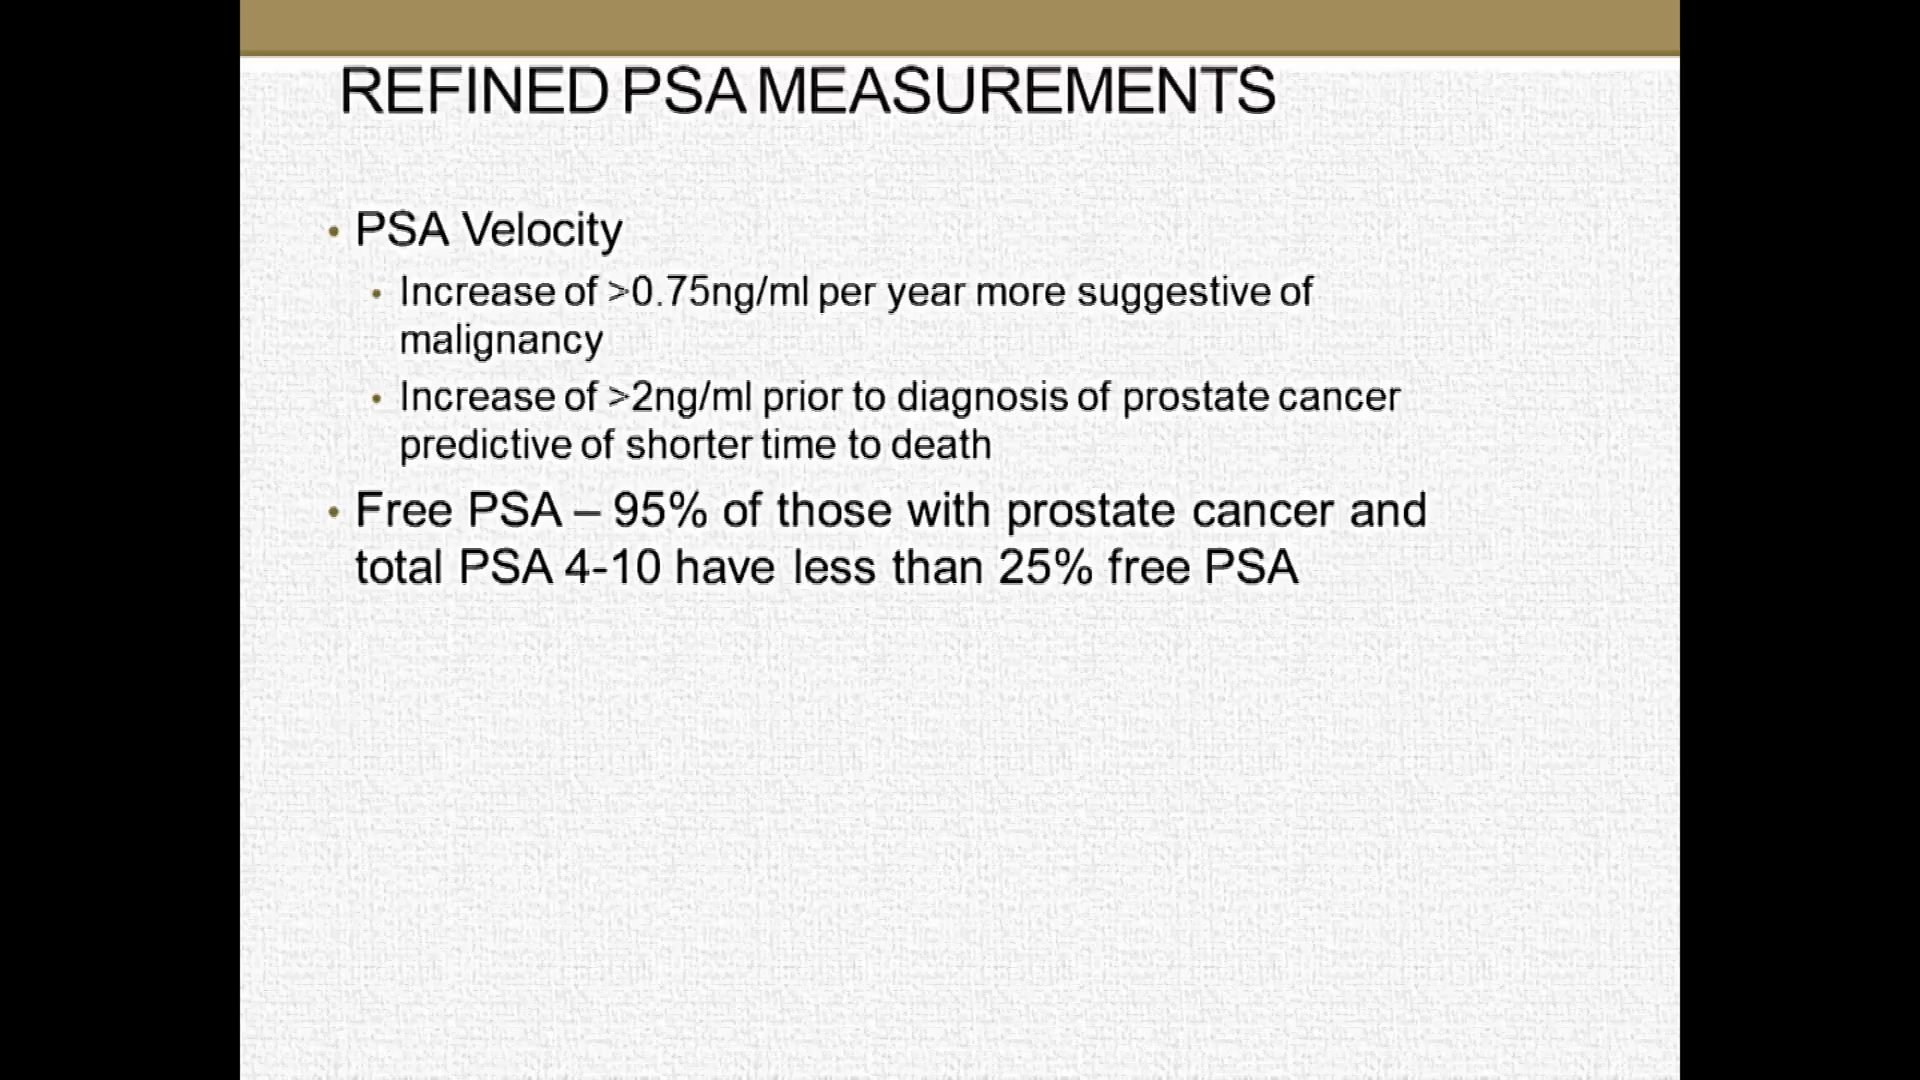 REFINED PSA MEASUREMENTS
• PSA Velocity
• Increase of >0.75ng/ml per year more suggestive of
malignancy
• Increase of >2ng/ml prior to diagnosis of prostate cancer
predictive of shorter time to death
• Free PSA – 95% of those with prostate cancer and
total PSA 4-10 have less than 25% free PSA